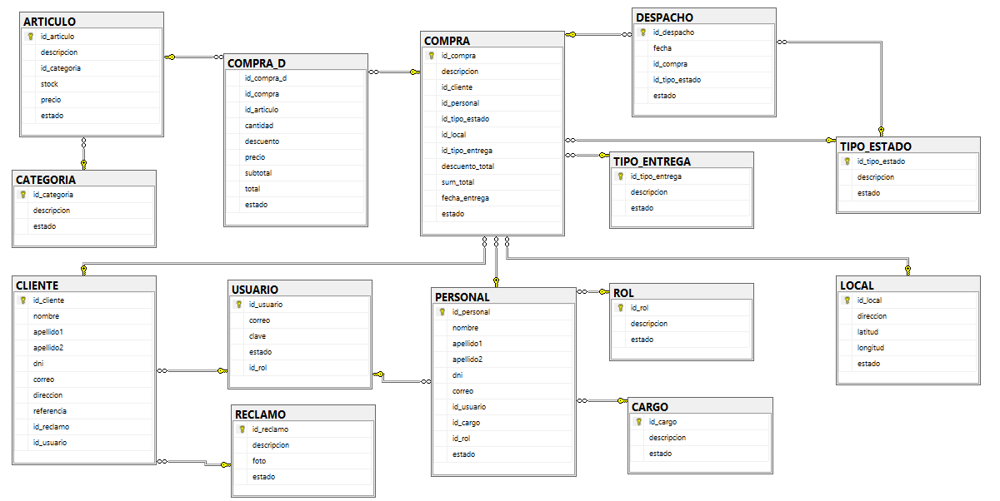 ARTICULO
id_articulo
descripcion
id_categoria
stock
precio
estado
COMPRA_D
id_compra_d
id_compra
id_articulo
cantidad
descuento
precio
subtotal
total
estado
COMPRA
id_compra
descripcion
id_cliente
id_personal
id_tipo_estado
id_local
id_tipo_entrega
descuento_total
sum_total
fecha_entrega
estado
DESPACHO
id_despacho
fecha
id_compra
id_tipo_estado
estado
TIPO_ESTADO
id_tipo_estado
descripcion
estado
TIPO_ENTREGA
id_tipo_entrega
descripcion
estado
CATEGORIA
id_categoria
descripcion
estado
CLIENTE
id_cliente
nombre
apellido1
apellido2
dni
correo
direccion
referencia
id_reclamo
id_usuario
USUARIO
id_usuario
correo
clave
estado
id_rol
RECLAMO
id_reclamo
descripcion
foto
estado
PERSONAL
id_personal
nombre
apellido1
apellido2
dni
correo
id_usuario
id_cargo
id_rol
estado
ROL
id_rol
descripcion
estado
CARGO
id_cargo
descripcion
estado
LOCAL
id_local
direccion
latitud
longitud
estado